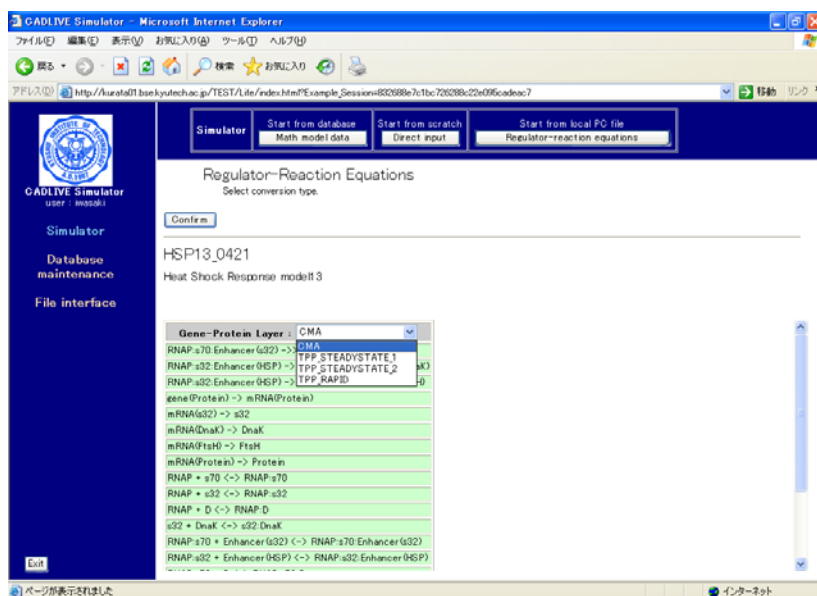 CADLIVE Simulator - Microsoft Internet Explorer
ファイル(F) 編集(E) 表示(V) お気に入り(A) ツール(T) ヘルプ(H)
戻る 検索 お気に入り
アドレス(D) http://kurata01.bse.kyutech.ac.jp/TEST/Lite/index.html?Example_Session=832688e7c1bc726288c22e095cadeac7 移動 リンク
Simulator
Start from database
Math model data
Start from scratch
Direct input
Start from local PC file
Regulator-reaction equations
CADLIVE Simulator
user : iwasaki
Simulator
Database
maintenance
File interface
Exit
Regulator-Reaction Equations
Select conversion type.
Confirm
HSP13_0421
Heat Shock Response model13
Gene-Protein Layer : CMA
CMA
TPP_STEADYSTATE_1
TPP_STEADYSTATE_2
TPP_RAPID
RNAP:s70:Enhancer(s32) ->
RNAP:s32:Enhancer(HSP) -> aK)
RNAP:s32:Enhancer(HSP) ->
gene(Protein) -> mRNA(Protein)
mRNA(s32) -> s32
mRNA(DnaK) -> DnaK
mRNA(FtsH) -> FtsH
mRNA(Protein) -> Protein
RNAP + s70 <-> RNAP:s70
RNAP + s32 <-> RNAP:s32
RNAP + D <-> RNAP:D
s32 + DnaK <-> s32:DnaK
RNAP:s70 + Enhancer(s32) <-> RNAP:s70:Enhancer(s32)
RNAP:s32 + Enhancer(HSP) <-> RNAP:s32:Enhancer(HSP)
ページが表示されました インターネット